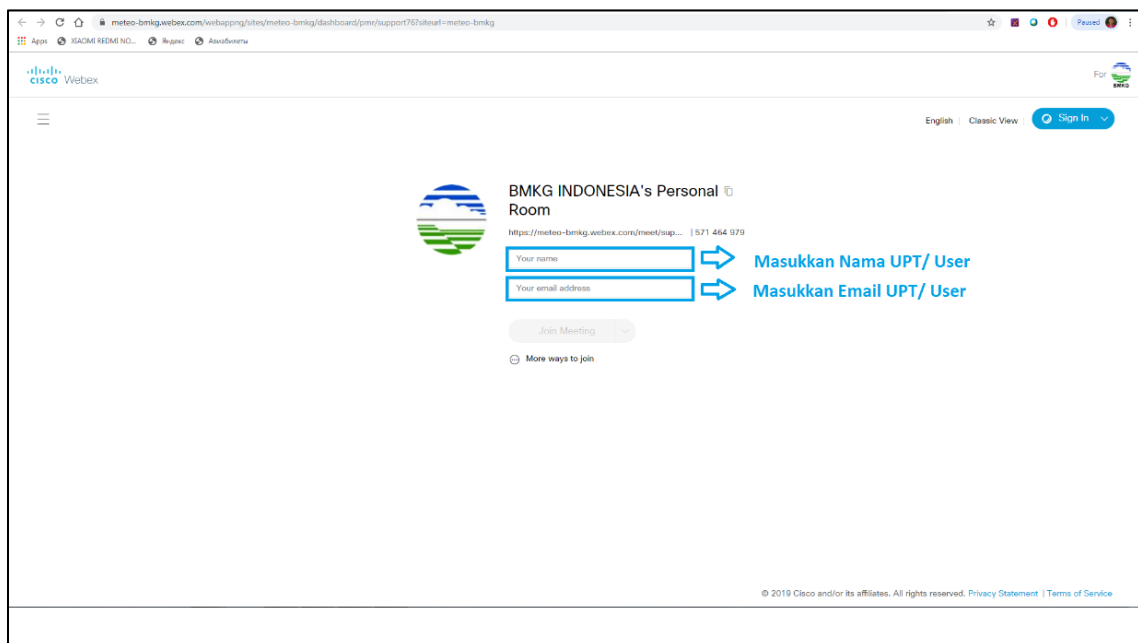 meteo-bmkg.webex.com/webappng/sites/meteo-bmkg/dashboard/pmr/support76?siteurl=meteo-bmkg
Paused
Apps XIAOMI REDMI NO... Яндекс Авиабилеты
cisco Webex
For
BMKG
English Classic View Sign In
BMKG INDONESIA's Personal
Room
https://meteo-bmkg.webex.com/meet/sup... | 571 464 979
Your name Masukkan Nama UPT/ User
Your email address Masukkan Email UPT/ User
Join Meeting
More ways to join
© 2019 Cisco and/or its affiliates. All rights reserved. Privacy Statement | Terms of Service